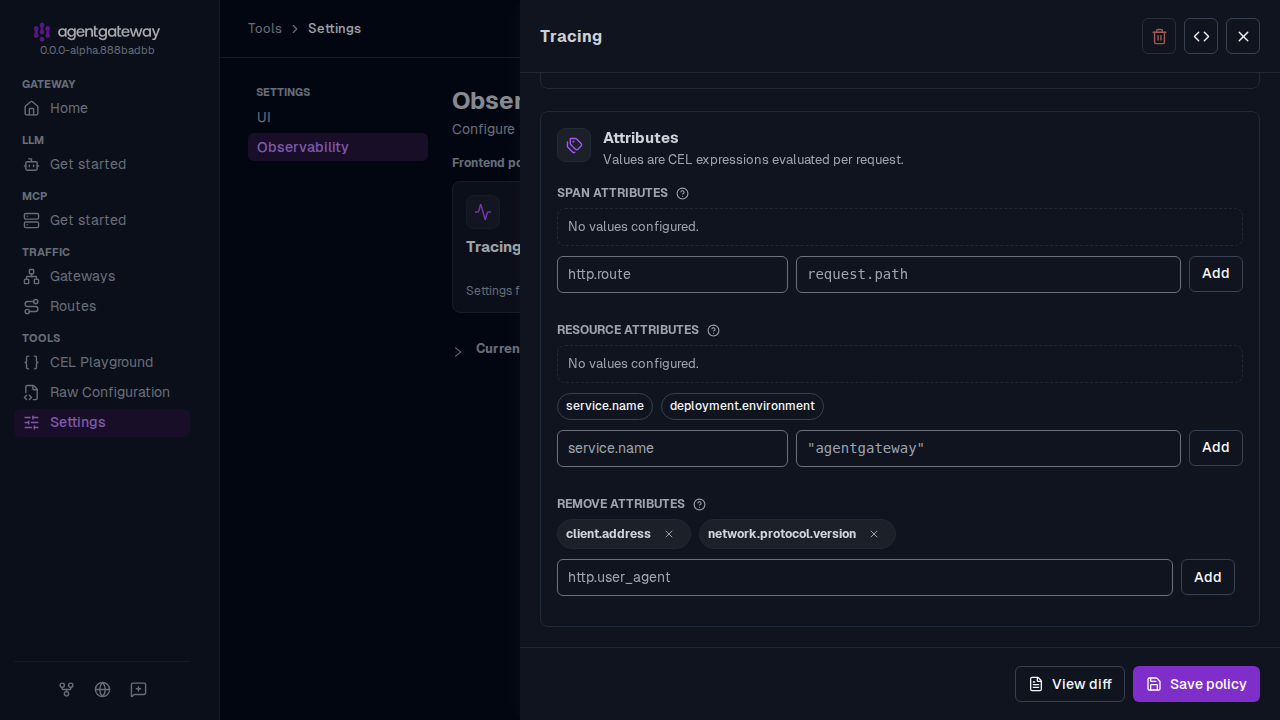 agentgateway
0.0.0-alpha.888badbb
GATEWAY
Home
LLM
Get started
MCP
Get started
TRAFFIC
Gateways
Routes
TOOLS
CEL Playground
Raw Configuration
Settings
Tools > Settings
SETTINGS
UI
Observability
Obser
Configure
Frontend po
Tracing
Settings f
Curren
Tracing
Attributes
Values are CEL expressions evaluated per request.
SPAN ATTRIBUTES
No values configured.
http.route request.path Add
RESOURCE ATTRIBUTES
No values configured.
service.name deployment.environment
service.name "agentgateway" Add
REMOVE ATTRIBUTES
client.address network.protocol.version
http.user_agent Add
View diff Save policy